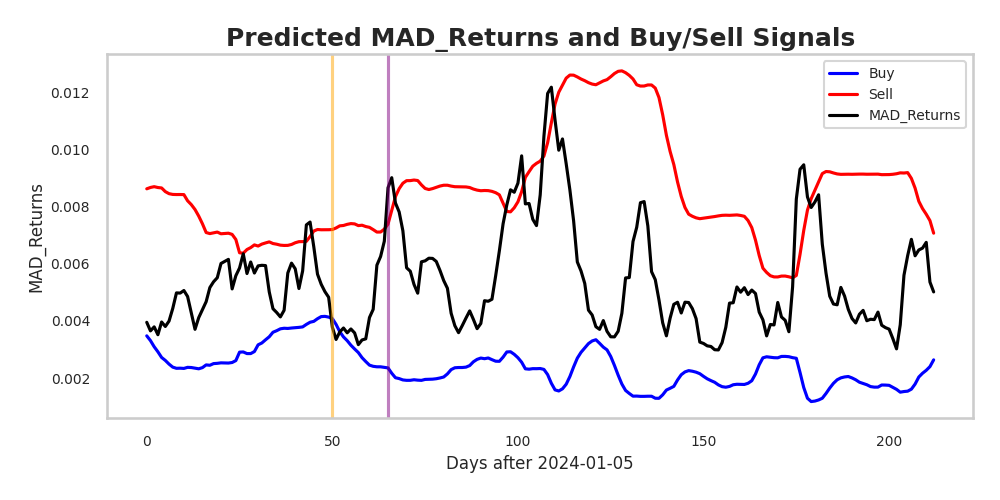 Predicted MAD_Returns and Buy/Sell Signals
Buy
Sell
MAD_Returns
MAD_Returns
0.012
0.010
0.008
0.006
0.004
0.002
0 50 100 150 200
Days after 2024-01-05